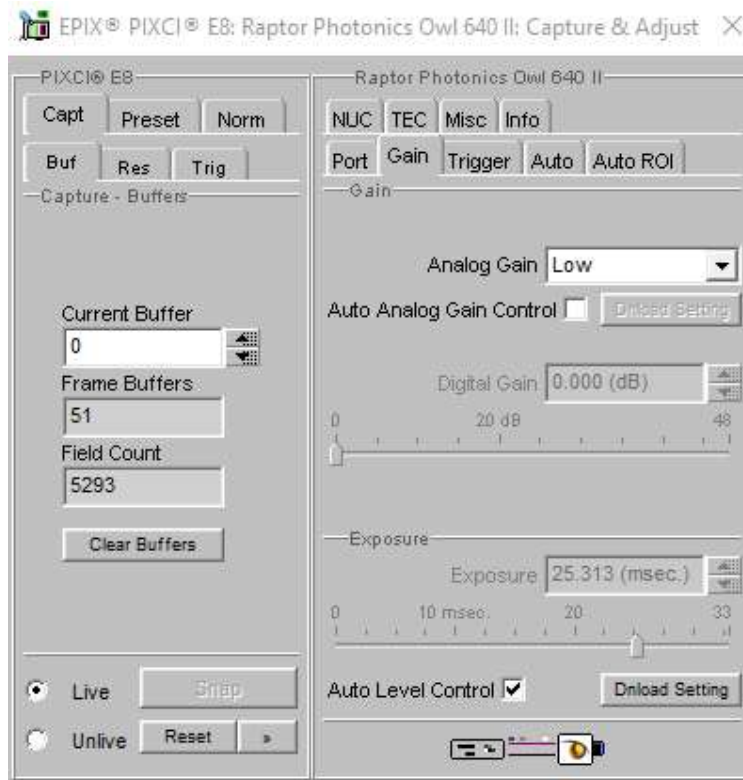 EPIX® PIXCI® E8: Raptor Photonics Owl 640 II: Capture & Adjust
PIXCI® E8
Capt Preset Norm
Buf Res Trig
Capture - Buffers
Current Buffer
0
Frame Buffers
51
Field Count
5293
Clear Buffers
Live Snap
Unlive Reset »
Raptor Photonics Owl 640 II
NUC TEC Misc Info
Port Gain Trigger Auto Auto ROI
Gain
Analog Gain Low
Auto Analog Gain Control Dnload Setting
Digital Gain 0.000 (dB)
0 20 dB 48
Exposure
Exposure 25.313 (msec.)
0 10 msec. 20 33
Auto Level Control Dnload Setting